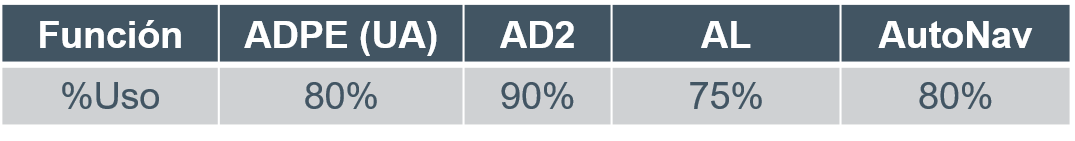 Función ADPE (UA) AD2 AL AutoNav
%Uso 80% 90% 75% 80%